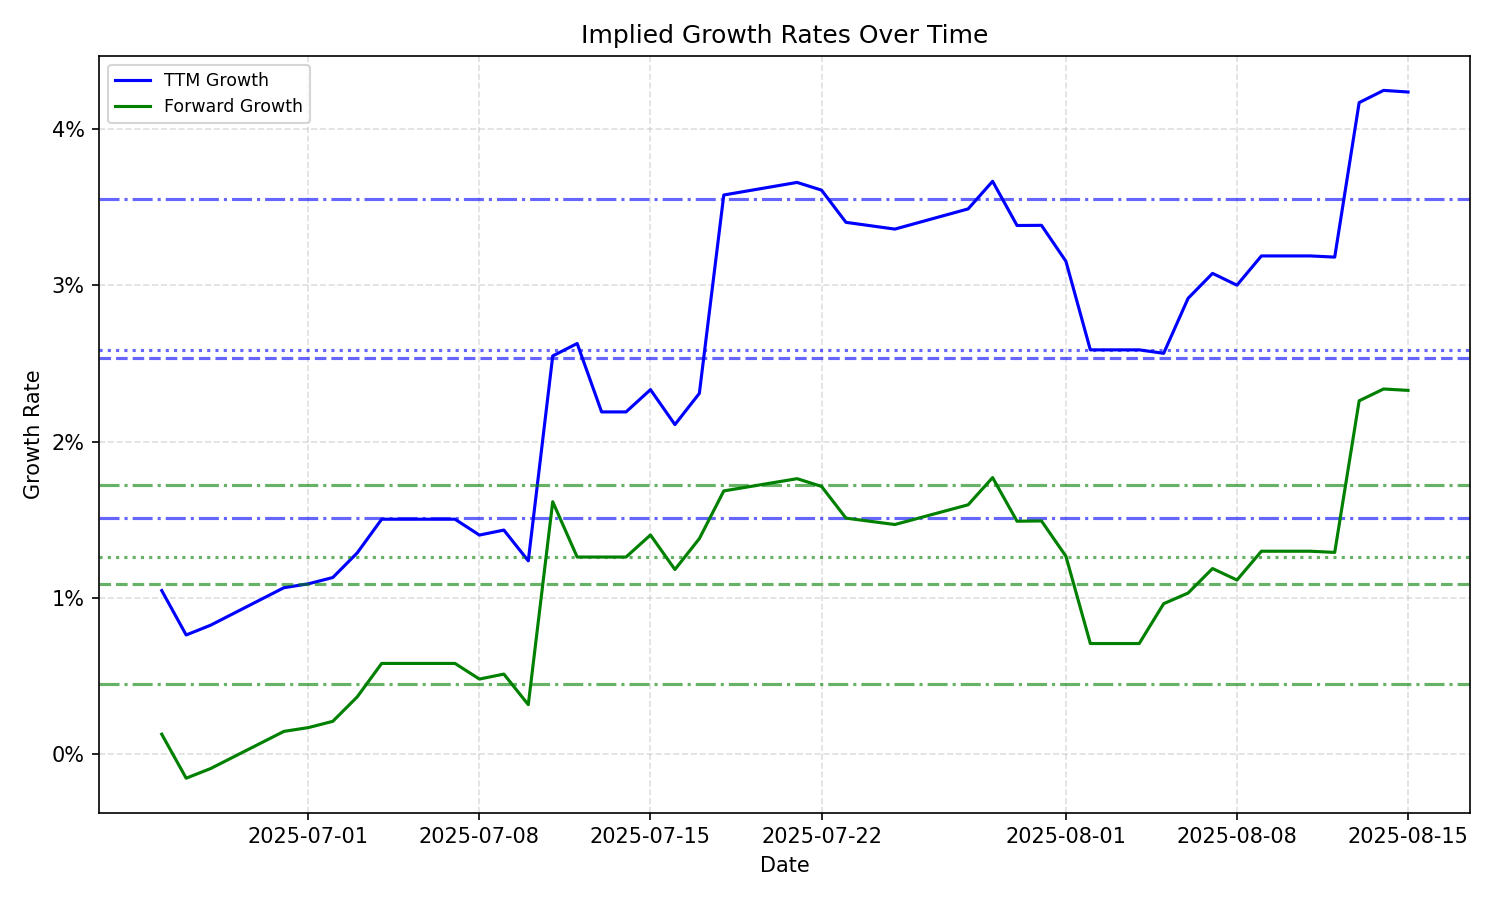 Implied Growth Rates Over Time
TTM Growth
Forward Growth
4%
3%
2%
1%
0%
Growth Rate
2025-07-01
2025-07-08
2025-07-15
2025-07-22
2025-08-01
2025-08-08
2025-08-15
Date